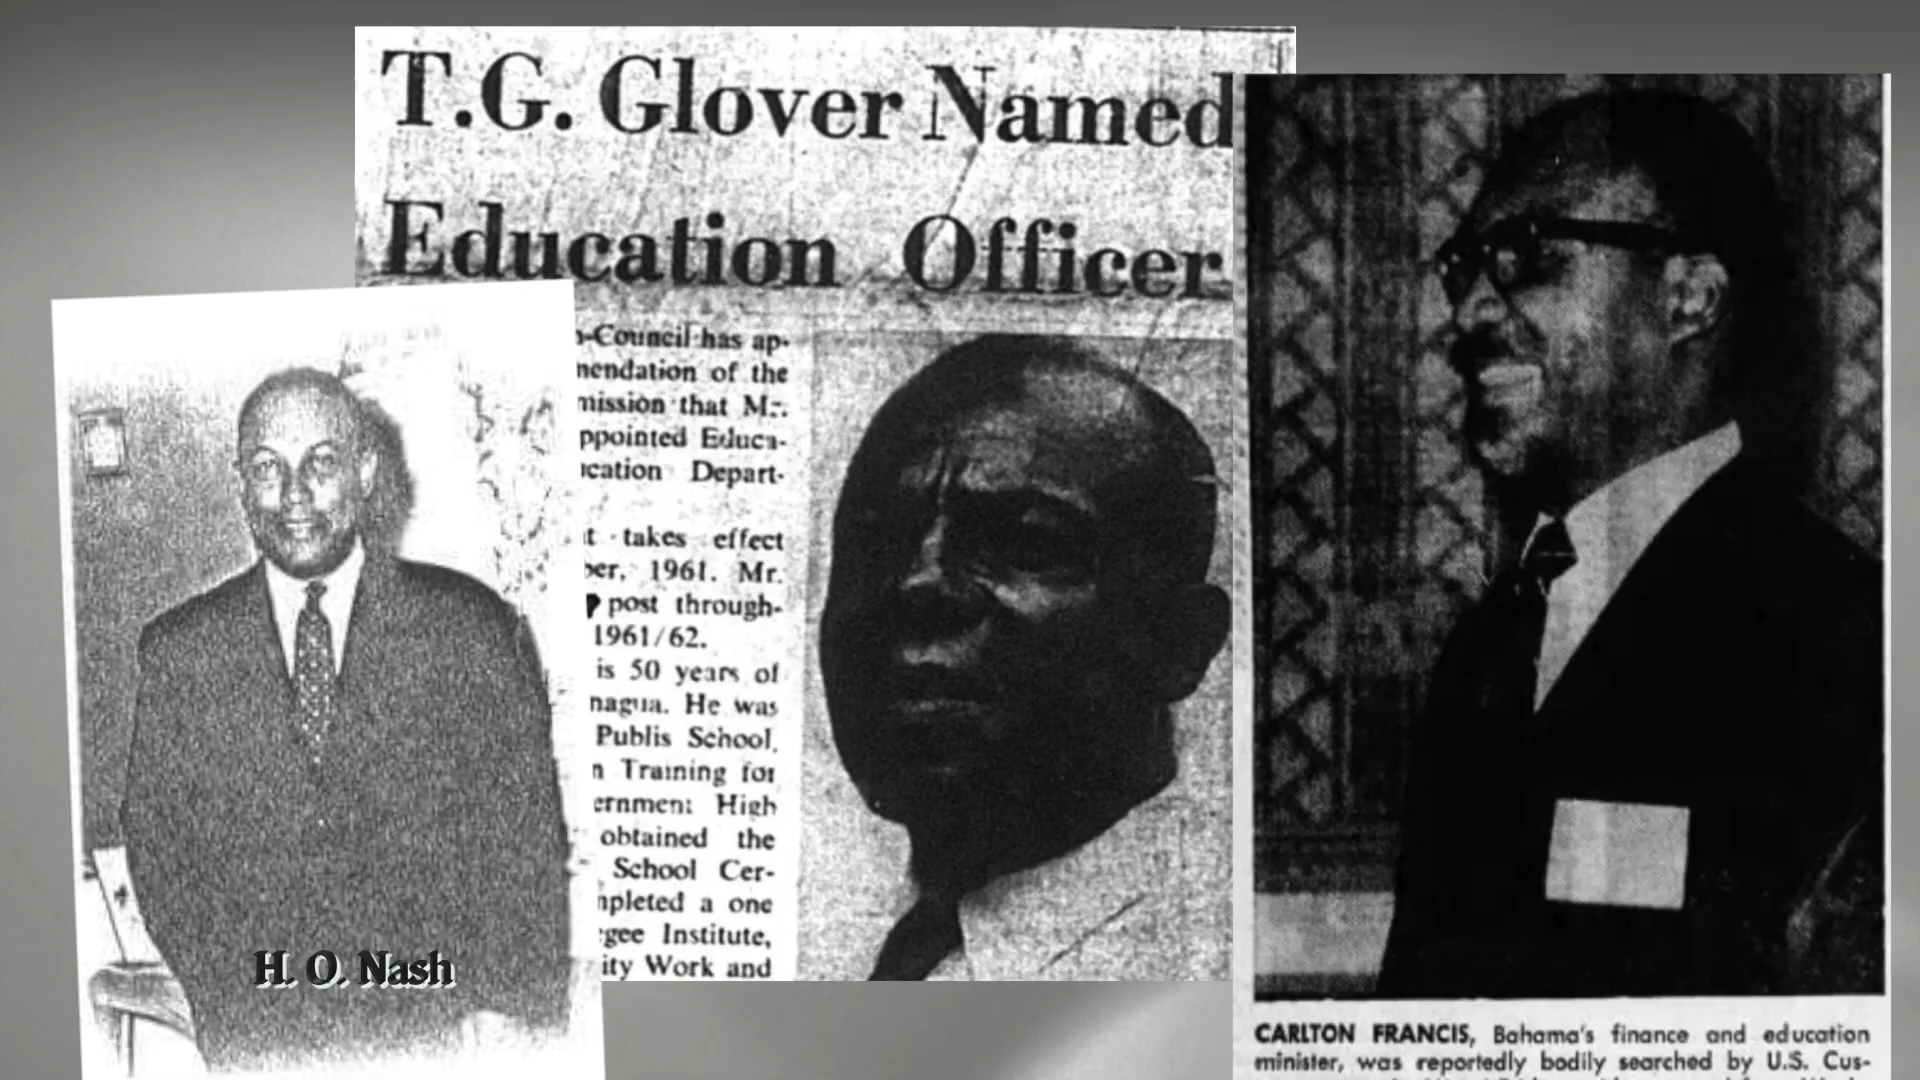 T.G. Glover Named
Education Officer
-Council has ap-
mendation of the
mission that Mr.
ppointed Educa-
ication Depart-
t takes effect
ber, 1961. Mr.
post through-
1961/62.
is 50 years of
nagua. He was
Publis School,
n Training for
ernment High
obtained the
School Cer-
mpleted a one
gee Institute,
ity Work and
H. O. Nash
CARLTON FRANCIS, Bahama's finance and education
minister, was reportedly bodily searched by U.S. Cus-